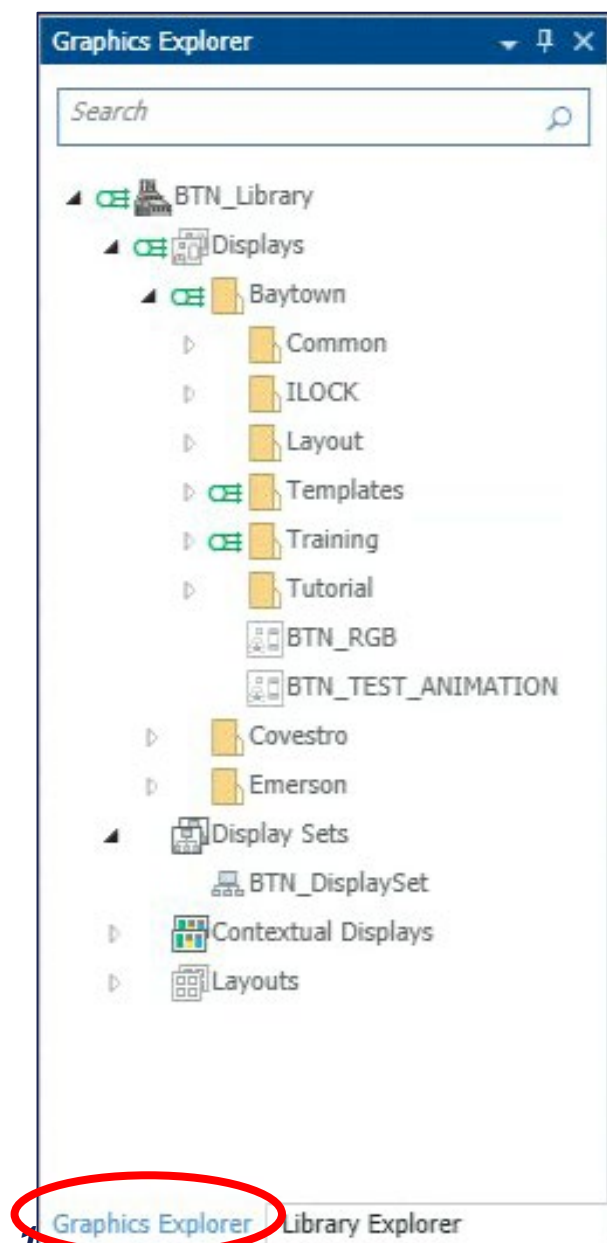 Graphics Explorer
Search
BTN_Library
Displays
Baytown
Common
ILOCK
Layout
Templates
Training
Tutorial
BTN_RGB
BTN_TEST_ANIMATION
Covestro
Emerson
Display Sets
BTN_DisplaySet
Contextual Displays
Layouts
Graphics Explorer Library Explorer